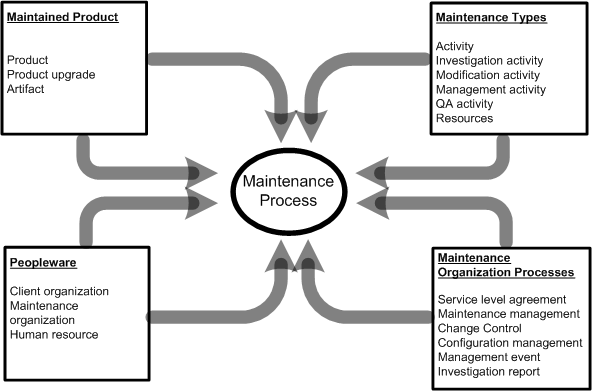 Maintained Product
Product
Product upgrade
Artifact
Maintenance Types
Activity
Investigation activity
Modification activity
Management activity
QA activity
Resources
Maintenance
Process
Peopleware
Client organization
Maintenance
organization
Human resource
Maintenance
Organization Processes
Service level agreement
Maintenance management
Change Control
Configuration management
Management event
Investigation report